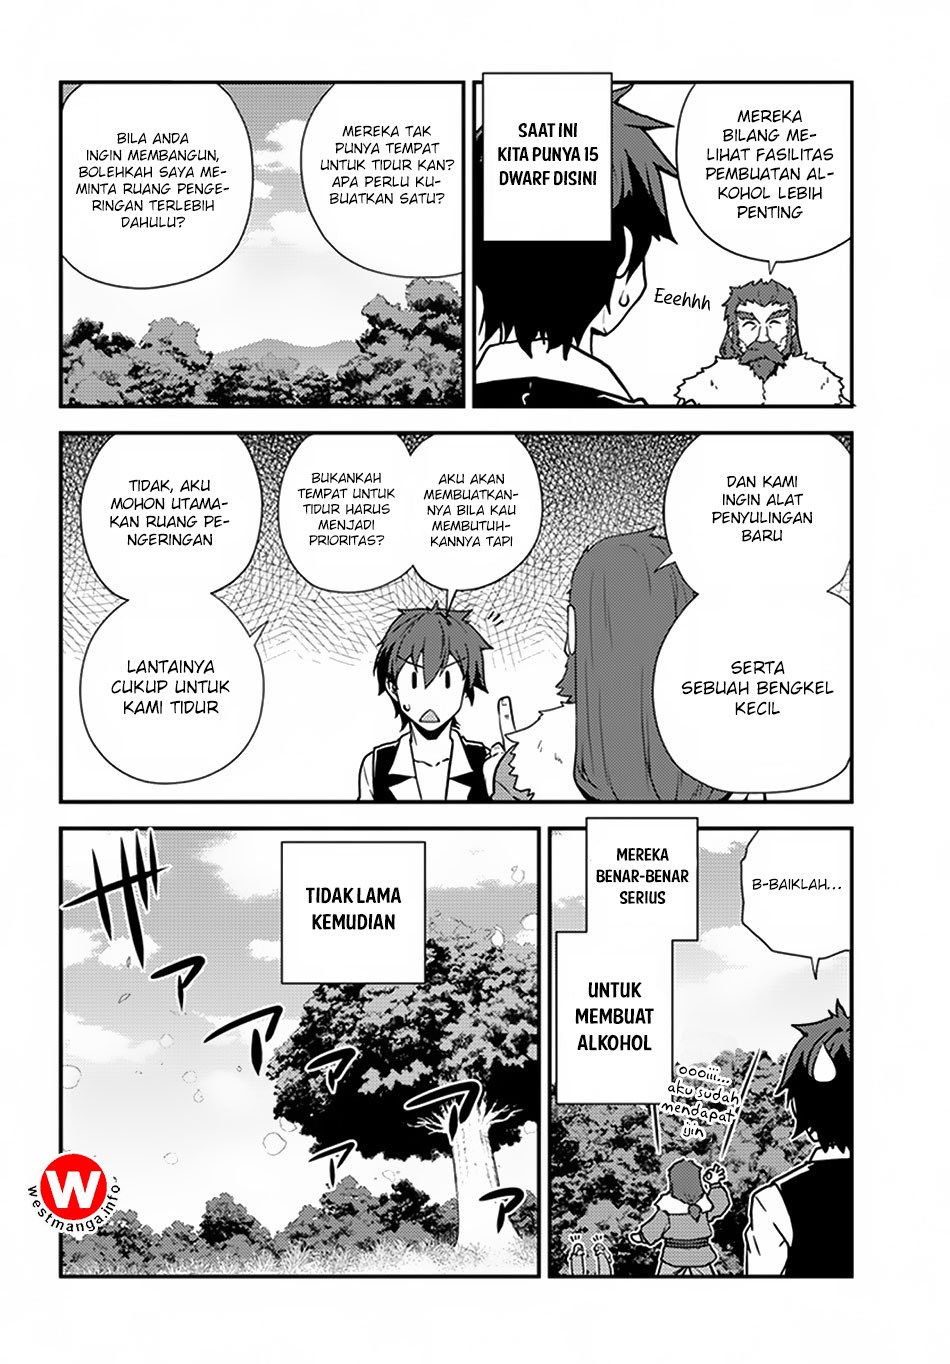 MEREKA
BILANG ME-
LIHAT FASILITAS
PEMBUATAN AL-
KOHOL LEBIH
PENTING
Eeehhh
SAAT INI
KITA PUNYA 15
DWARF DISINI
MEREKA TAK
PUNYA TEMPAT
UNTUK TIDUR KAN?
APA PERLU KU-
BUATKAN SATU?
BILA ANDA
INGIN MEMBANGUN,
BOLEHKAH SAYA ME-
MINTA RUANG PENGE-
RINGAN TERLEBIH
DAHULU?
DAN KAMI
INGIN ALAT
PENYULINGAN
BARU
SERTA
SEBUAH BENGKEL
KECIL
AKU AKAN
MEMBUATKAN-
NYA BILA KAU
MEMBUTUH-
KANNYA TAPI
BUKANKAH
TEMPAT UNTUK
TIDUR HARUS
MENJADI
PRIORITAS?
TIDAK, AKU
MOHON UTAMA-
KAN RUANG PE-
NGERINGAN
LANTAINYA
CUKUP UNTUK
KAMI TIDUR
B-BAIKLAH...
MEREKA
BENAR-BENAR
SERIUS
UNTUK
MEMBUAT
ALKOHOL
oooiii...
aku sudah
mendapat
ijin
TIDAK LAMA
KEMUDIAN
サアアア
W
westmanga.info